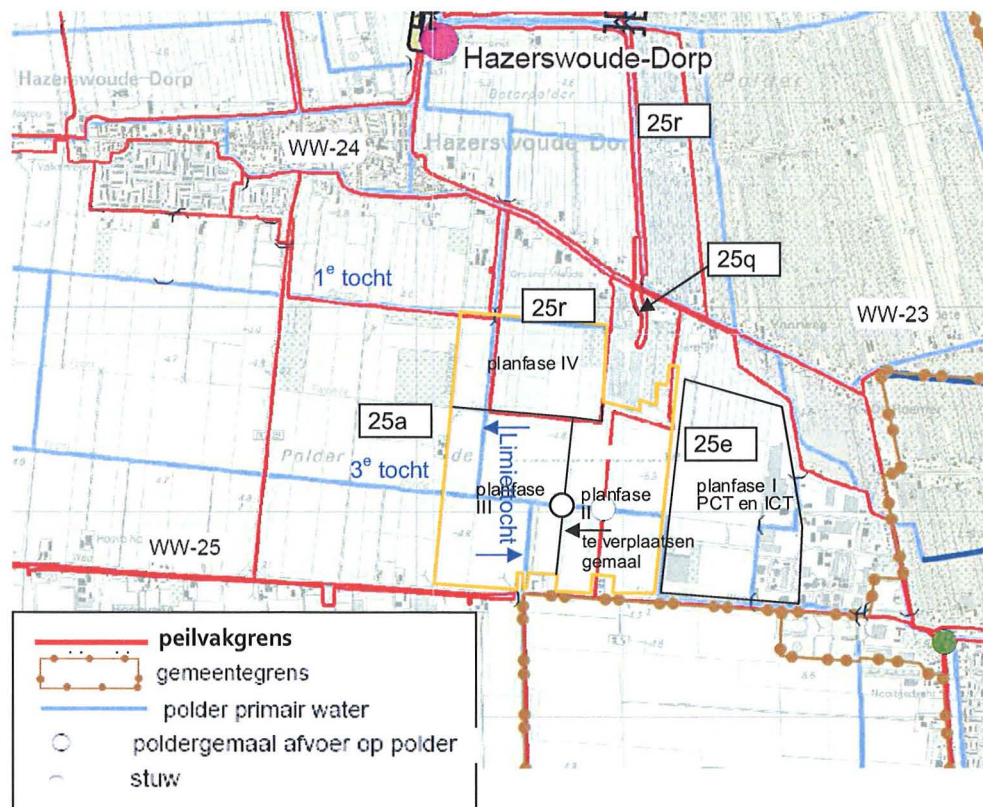 Hazerswoude-Dorp
Hazerswoude-Dorp
Hazerswoude Dorp
Polder
25r
WW-24
25q
1e tocht
25r
WW-23
planfase IV
25a
Limietocht
25e
Polder
3e tocht
planfase
III
planfase
II
planfase I
PCT en ICT
te verplaatsen
gemaal
WW-25
peilvakgrens
gemeentegrens
polder primair water
poldergemaal afvoer op polder
stuw